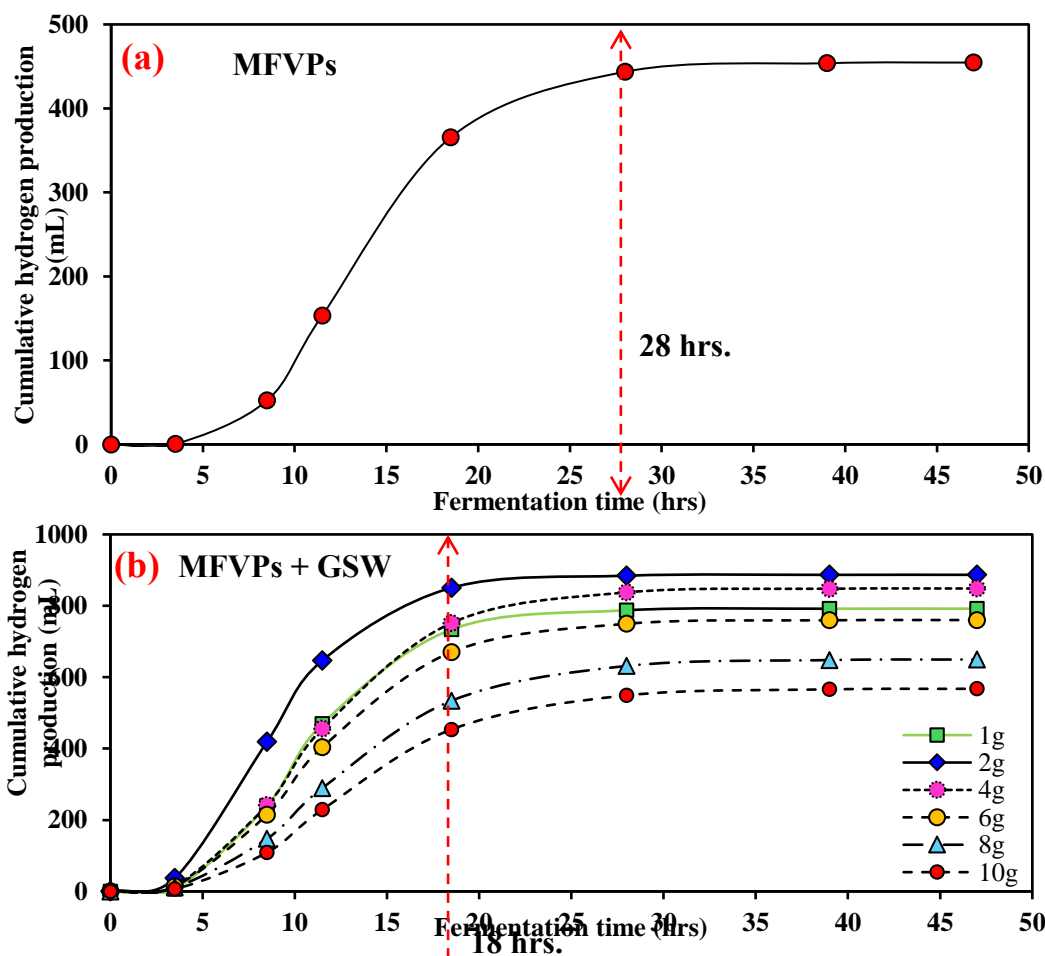 500
400
300
200
100
0
(a)
MFVPs
28 hrs.
Cumulative hydrogen production
(mL)
0 5 10 15 20 25 30 35 40 45 50
Fermentation time (hrs)
1000
800
600
400
200
0
(b)
MFVPs + GSW
Cumulative hydrogen
production (mL)
1g
2g
4g
6g
8g
10g
0 5 10 15 20 25 30 35 40 45 50
Fermentation time (hrs)
18 hrs.